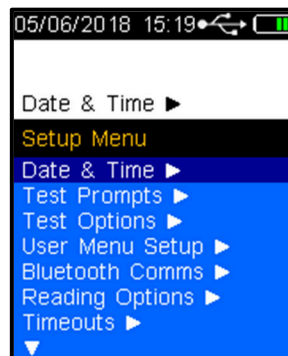 05/06/2018 15:19
Date & Time ▶
Setup Menu
Date & Time ▶
Test Prompts ▶
Test Options ▶
User Menu Setup ▶
Bluetooth Comms ▶
Reading Options ▶
Timeouts ▶
▼